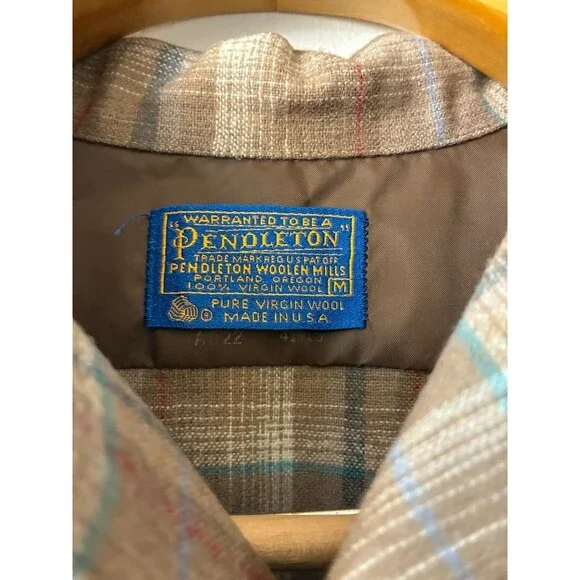 WARRANTED TO BE A
"PENDLETON"
TRADE MARK REG U S PAT OFF.
PENDLETON WOOLEN MILLS
PORTLAND, OREGON
100% VIRGIN WOOL M
® PURE VIRGIN WOOL
MADE IN U.S.A.